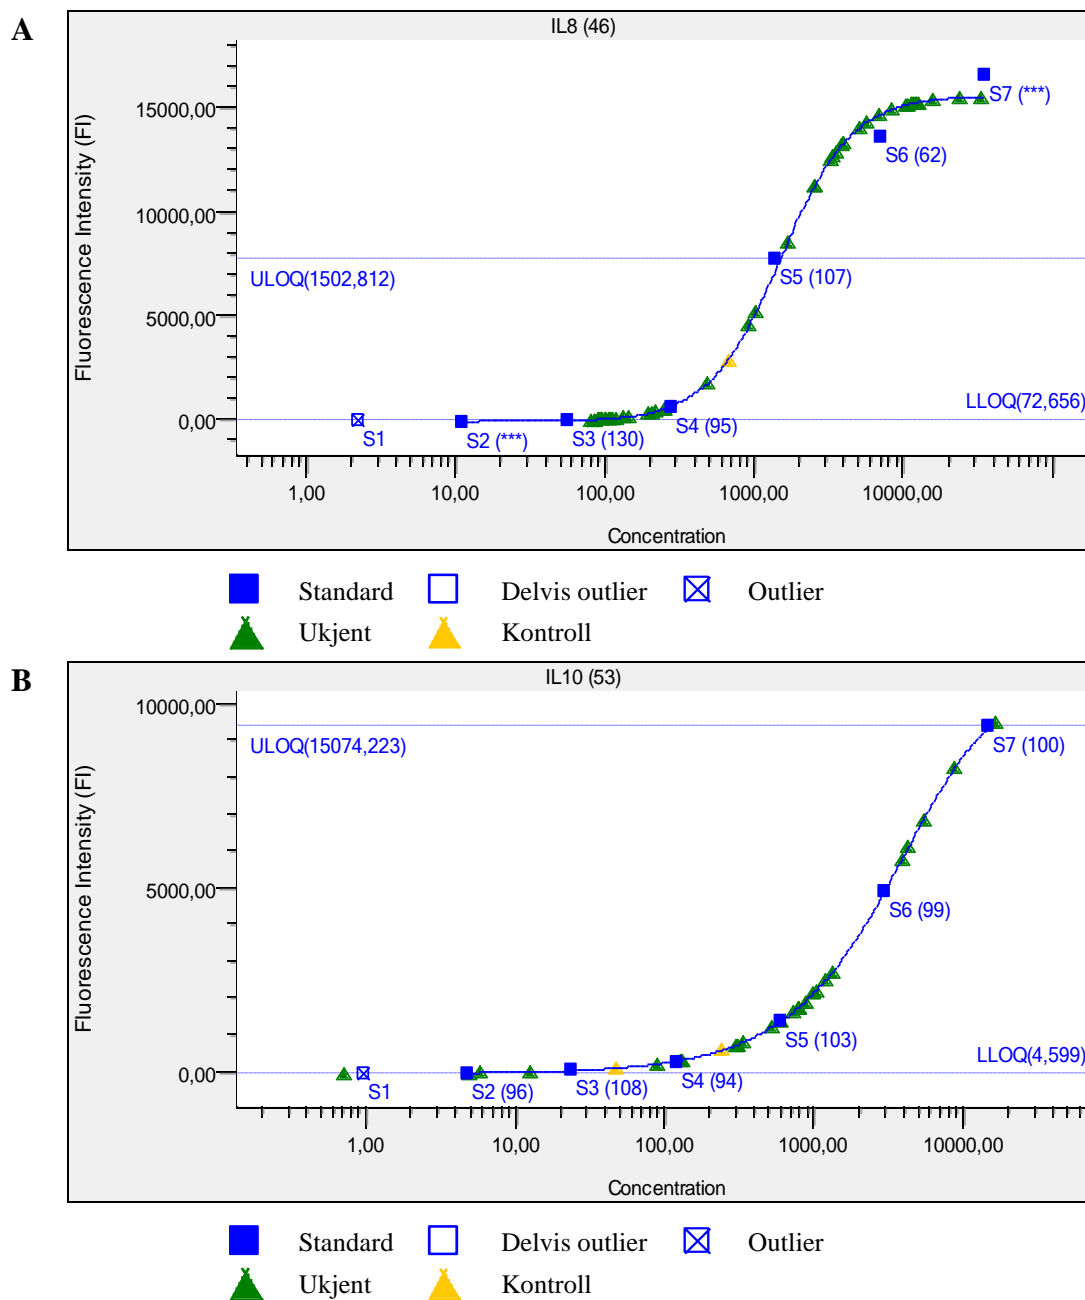 A
IL8 (46)
Fluorescence Intensity (FI)
15000,00
10000,00
5000,00
0,00
S7 (***)
S6 (62)
ULOQ(1502,812)
S5 (107)
LLOQ(72,656)
S1
S2 (***)
S3 (130)
S4 (95)
1,00 10,00 100,00 1000,00 10000,00
Concentration
Standard Delvis outlier Outlier
Ukjent Kontroll
B
IL10 (53)
Fluorescence Intensity (FI)
10000,00
5000,00
0,00
ULOQ(15074,223)
S7 (100)
S6 (99)
S5 (103)
LLOQ(4,599)
S1
S2 (96)
S3 (108)
S4 (94)
1,00 10,00 100,00 1000,00 10000,00
Concentration
Standard Delvis outlier Outlier
Ukjent Kontroll